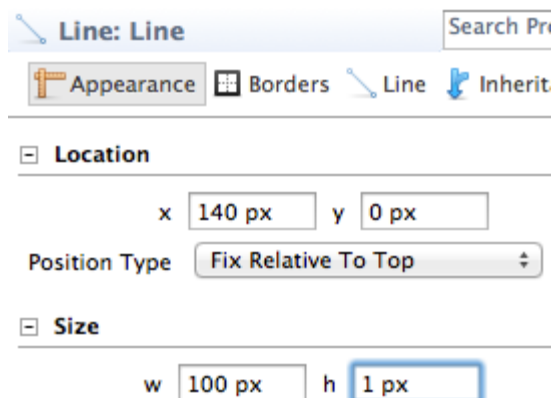 Line: Line
Search Pr
Appearance Borders Line Inherit
Location
x 140 px y 0 px
Position Type Fix Relative To Top
Size
w 100 px h 1 px